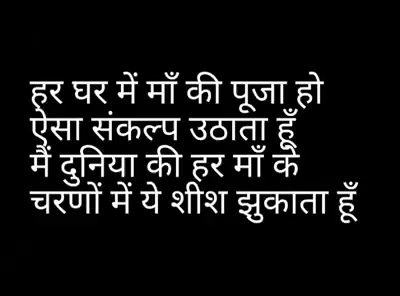 हर घर में माँ की पूजा हो
ऐसा संकल्प उठाता हूँ
मैं दुनिया की हर माँ के
चरणों में ये शीश झुकाता हूँ